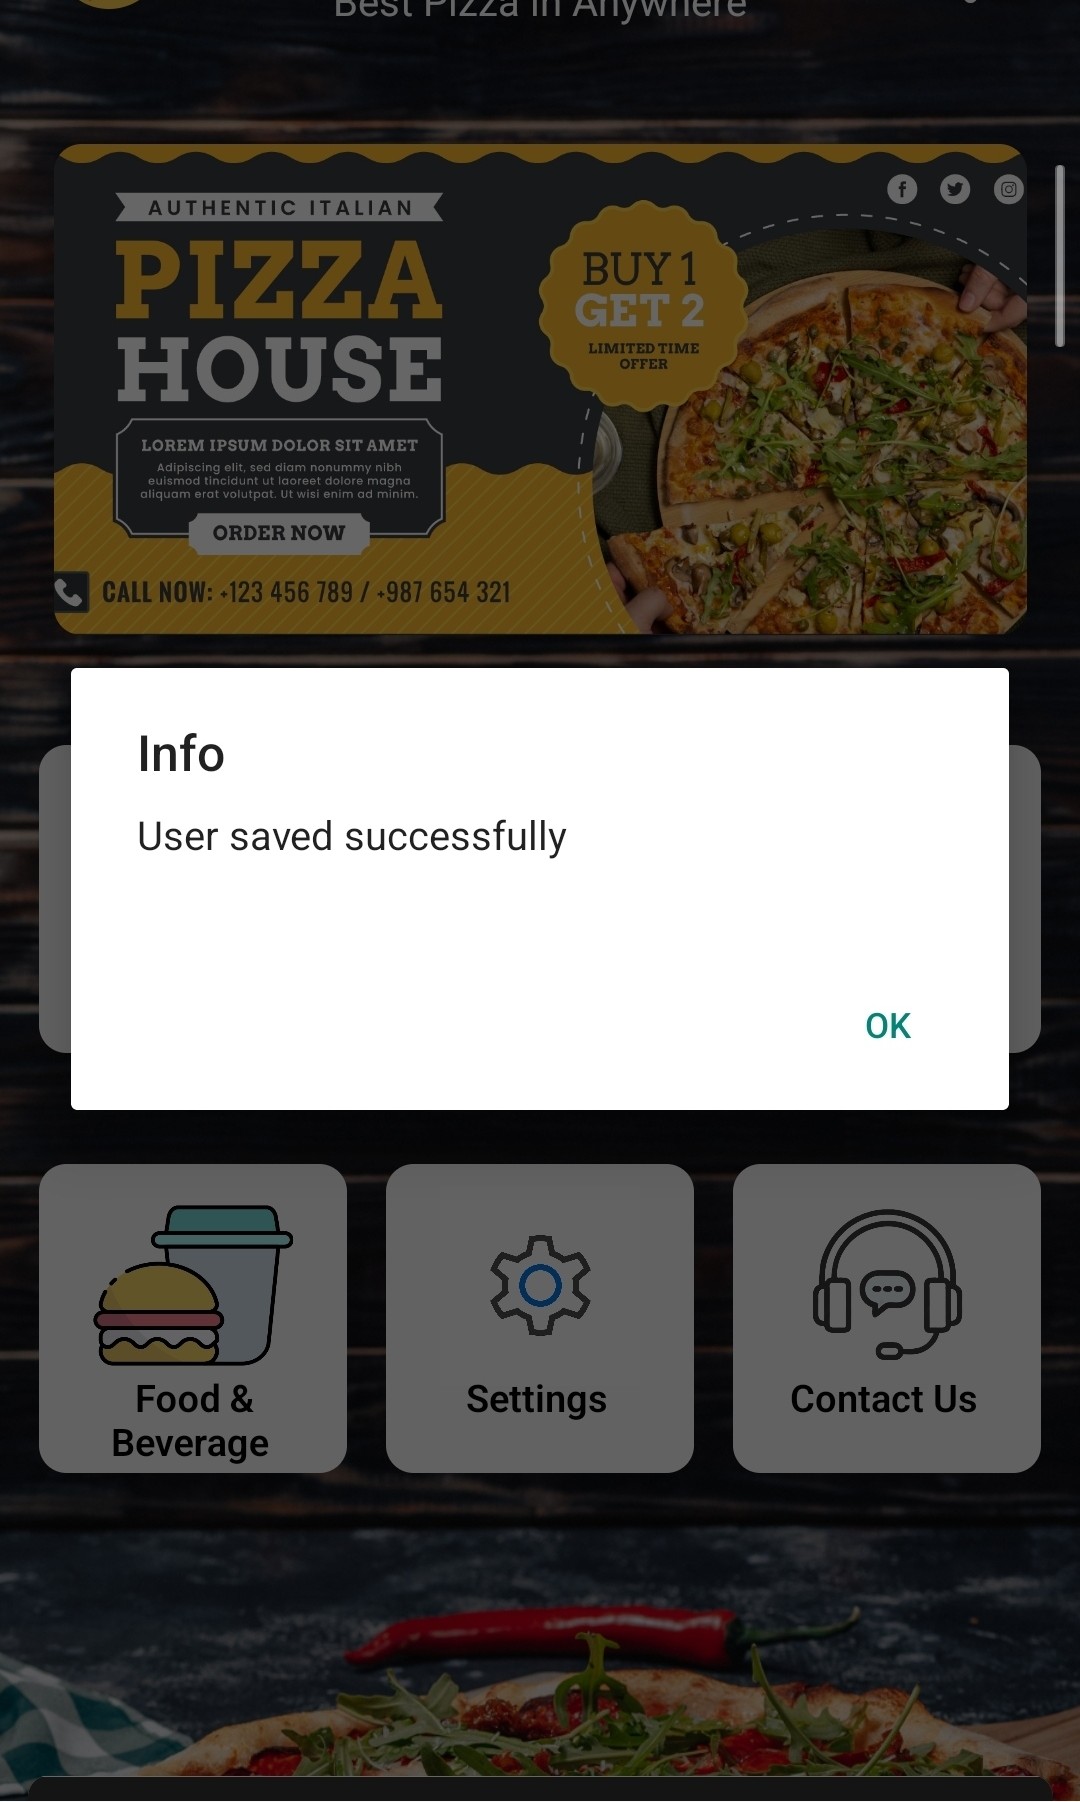 Best Pizza in Anywhere
AUTHENTIC ITALIAN
PIZZA
HOUSE
LOREM IPSUM DOLOR SIT AMET
Adipiscing elit, sed diam nonummy nibh
euismod tincidunt ut laoreet dolore magna
aliquam erat volutpat. Ut wisi enim ad minim.
ORDER NOW
CALL NOW: +123 456 789 / +987 654 321
BUY 1
GET 2
LIMITED TIME
OFFER
Info
User saved successfully
OK
Food &
Beverage
Settings
Contact Us